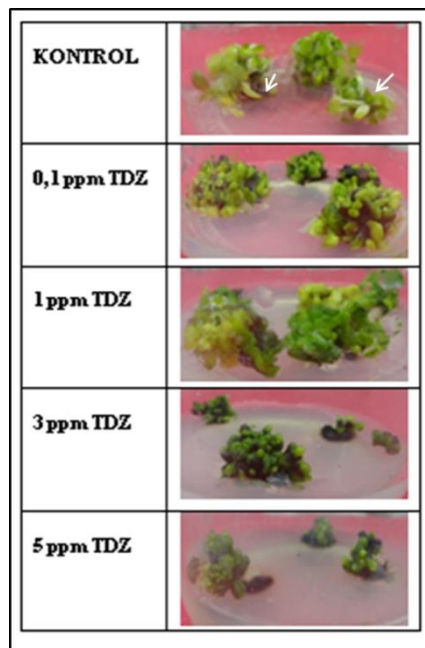 KONTROL
0,1 ppm TDZ
1 ppm TDZ
3 ppm TDZ
5 ppm TDZ